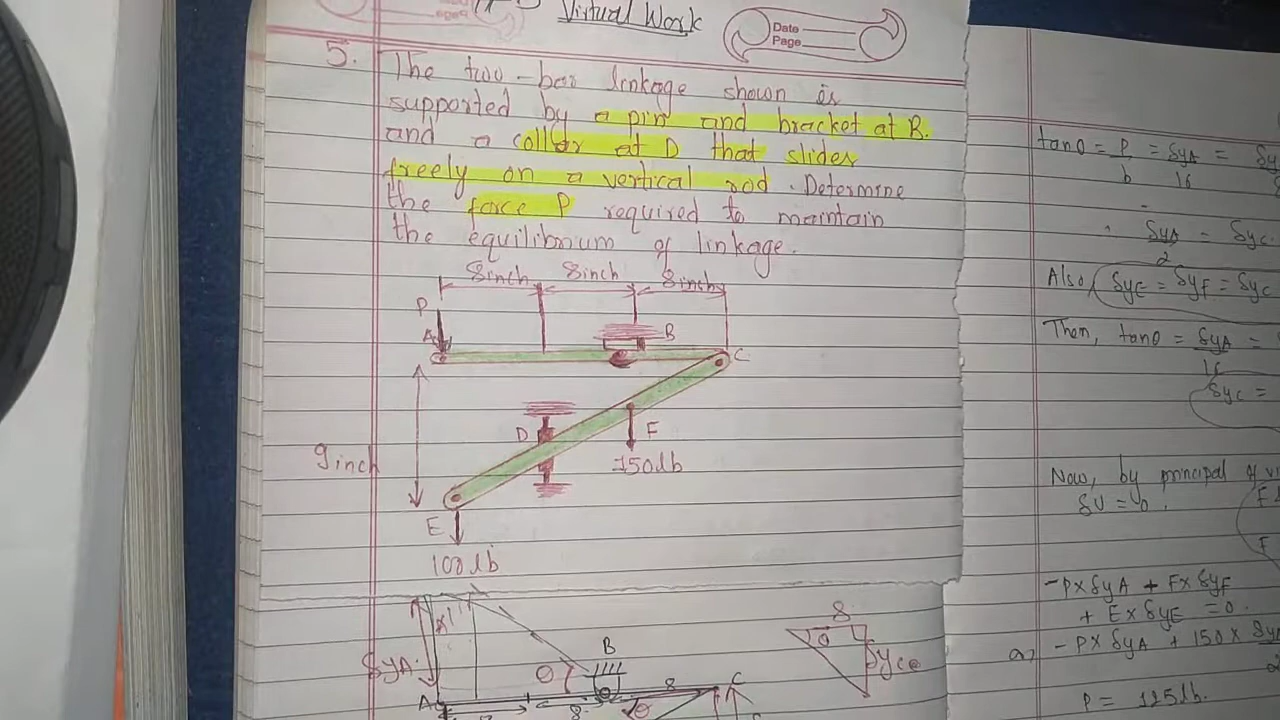 Virtual Work
Date
Page
5.
The two-bar linkage shown is
supported by a pin and bracket at B.
and a collar at D that slides
freely on a vertical rod. Determine
the force P required to maintain
the equilibrium of linkage.
8inch 8inch 8inch
P
A
B
C
D
F
150lb
9inch
E
100lb
δyA
A
θ
B
8
8
θ
C
8
θ
tanθ = P/b = δyA/16 =
δyA/2 = δyC
Also, δyE = δyF = δyC
Then, tanθ = δyA/16 =
δyC =
Now, by principal of
δU = 0.
-P×δyA + F×δyF
+ E×δyE = 0.
-P×δyA + 150×
P = 125lb.